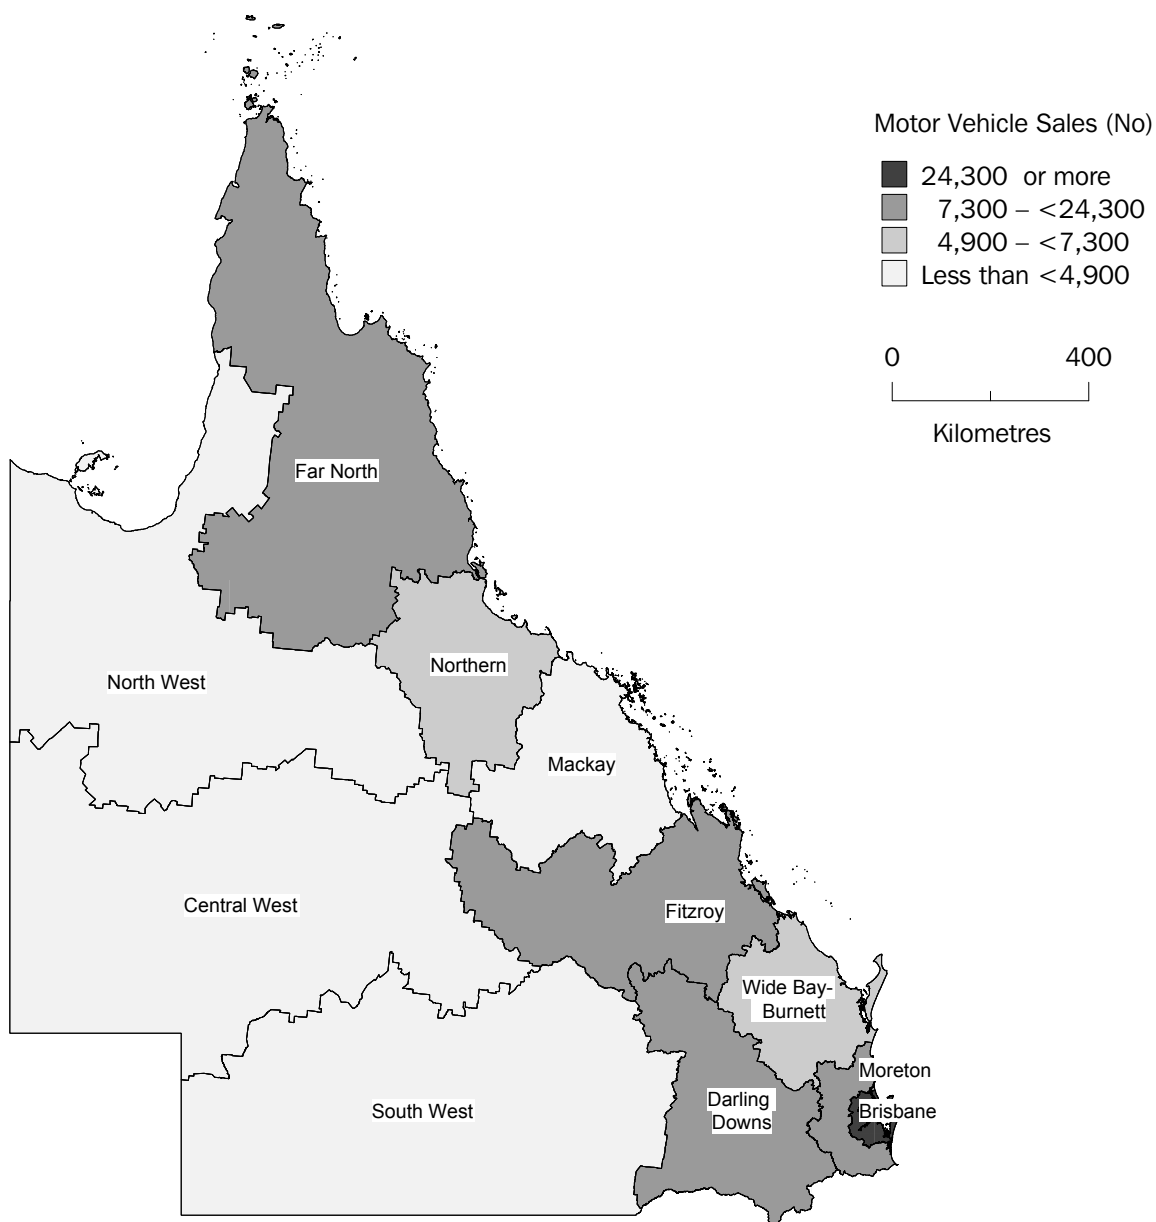 Motor Vehicle Sales (No)
24,300 or more
7,300 – <24,300
4,900 – <7,300
Less than <4,900
0 400
Kilometres
Far North
Northern
North West
Mackay
Central West
Fitzroy
Wide Bay-
Burnett
Moreton
Darling
Downs
Brisbane
South West